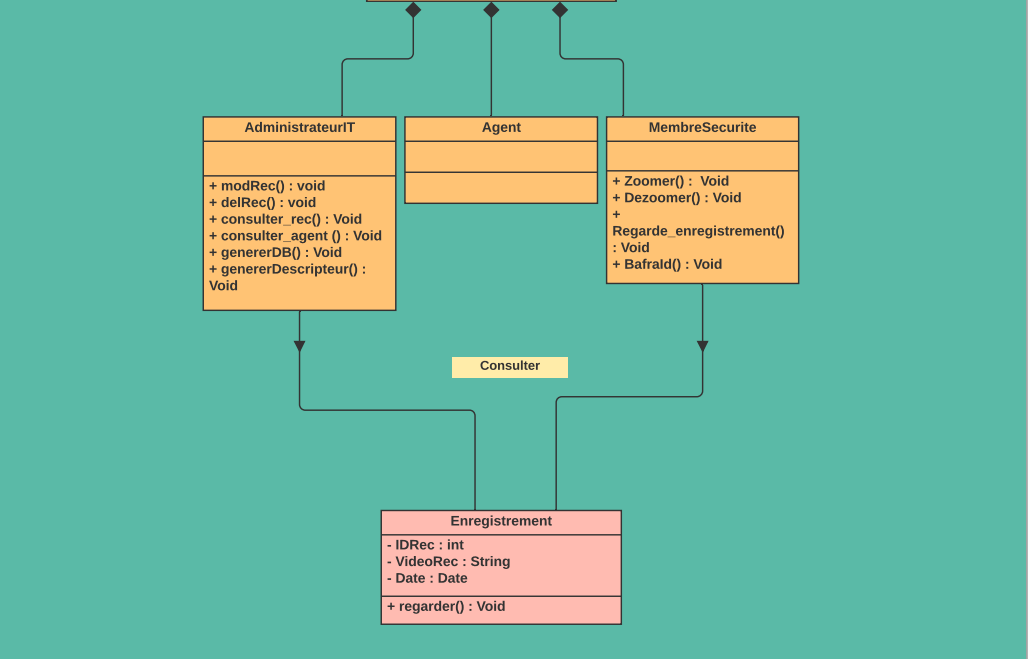 AdministrateurIT
+ modRec() : void
+ delRec() : void
+ consulter_rec() : Void
+ consulter_agent () : Void
+ genererDB() : Void
+ genererDescripteur() :
Void
Agent
MembreSecurite
+ Zoomer() :  Void
+ Dezoomer() : Void
+
Regarde_enregistrement()
: Void
+ BafraId() : Void
Consulter
Enregistrement
- IDRec : int
- VideoRec : String
- Date : Date
+ regarder() : Void